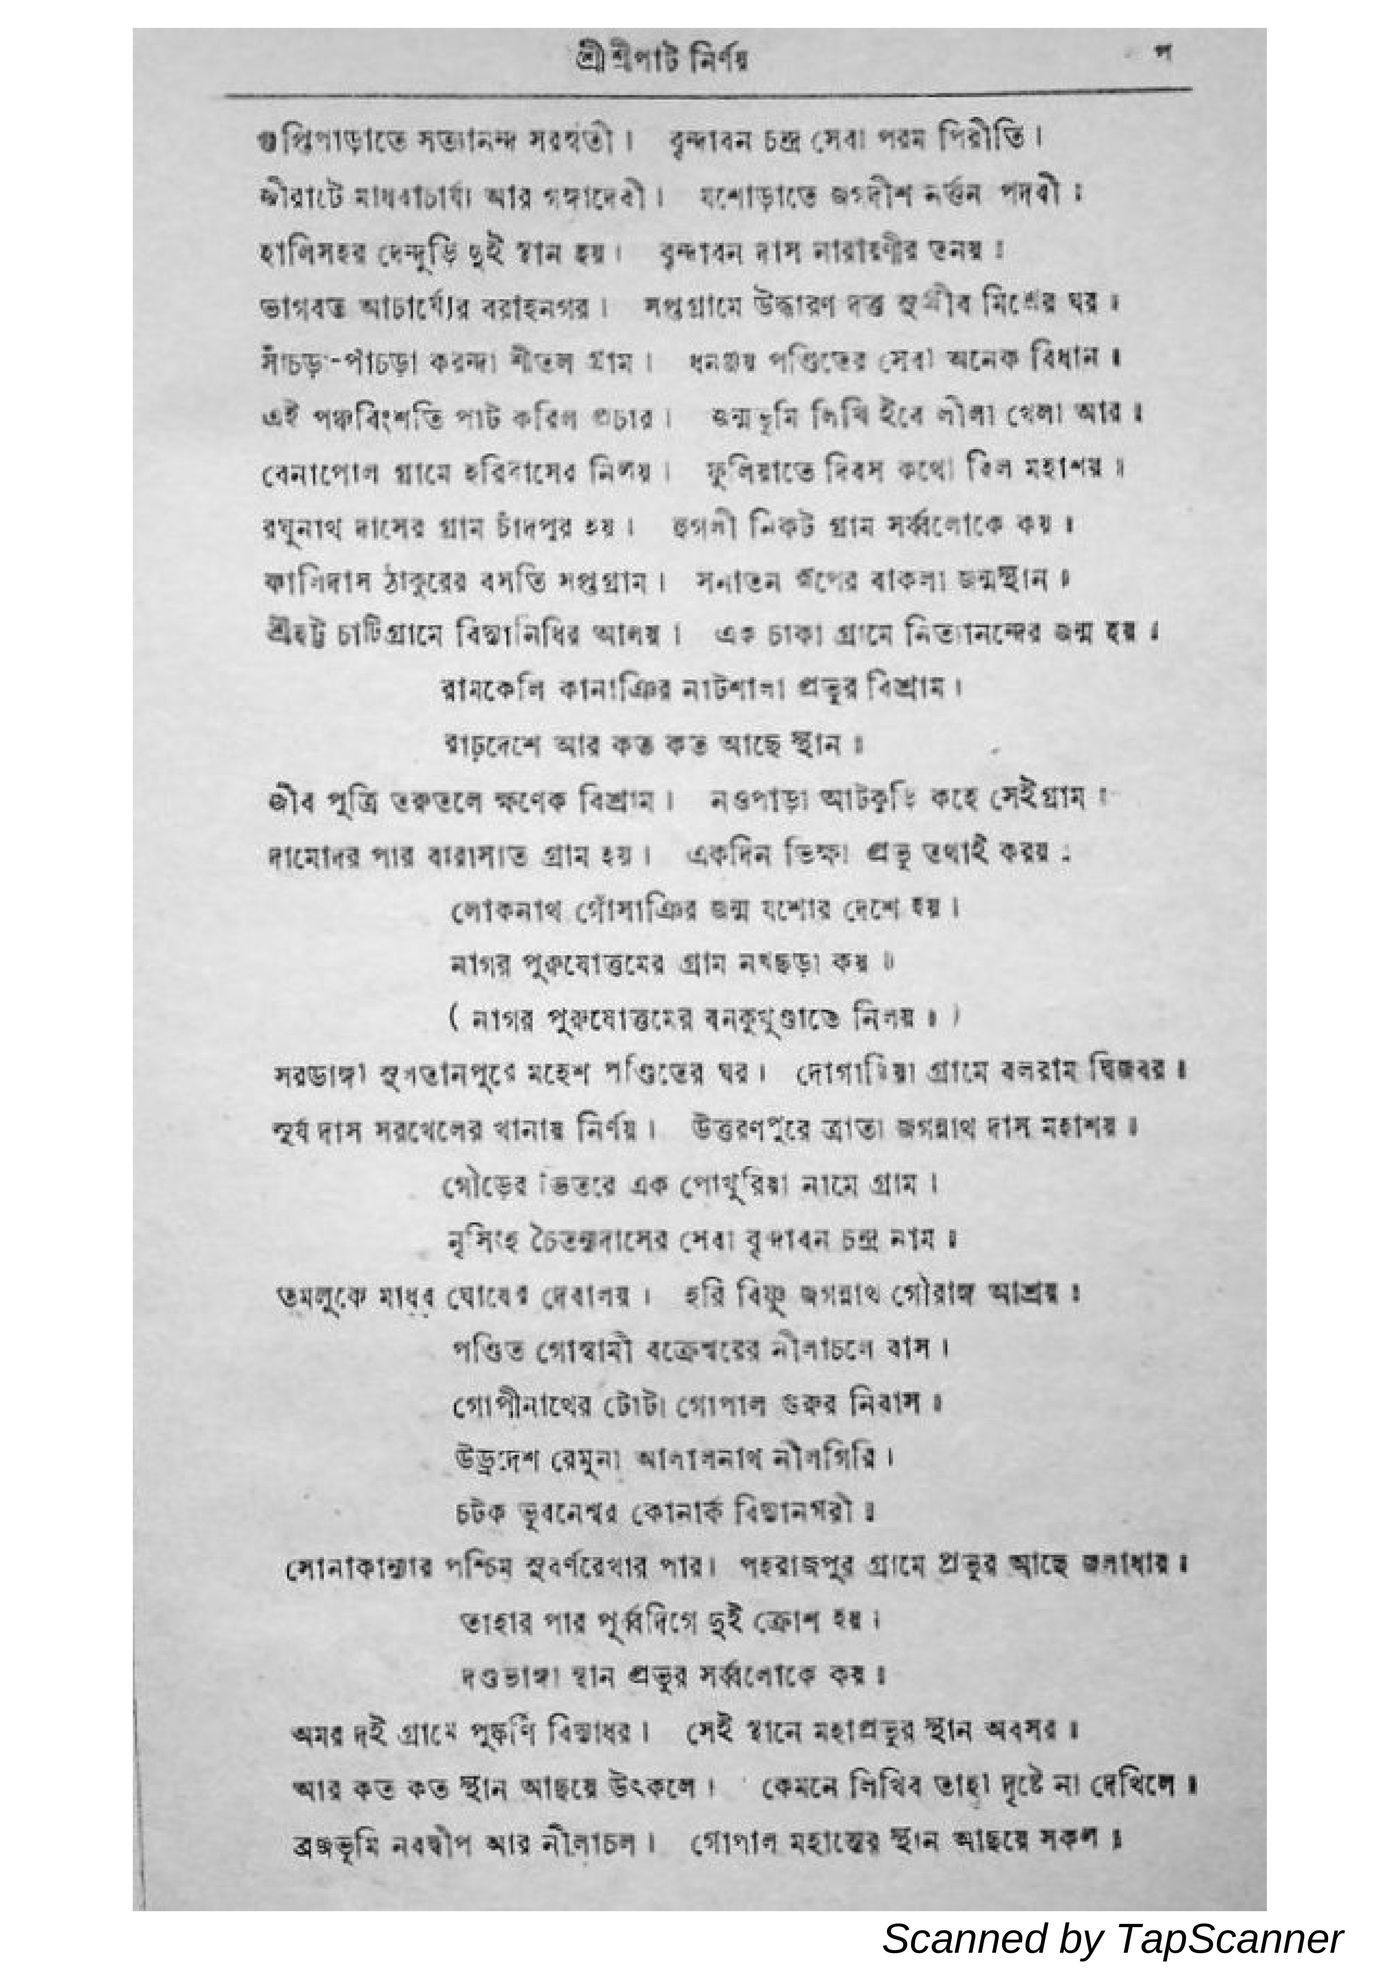 শ্রীশ্রীপাট নির্ণয় প
গুপ্তিপাড়াতে সত্যানন্দ সরস্বতী। বৃন্দাবন চন্দ্র সেবা পরম পিরীতি।
জীরাটে মাধবাচার্য্য আর গঙ্গাদেবী। যশোড়াতে জগদীশ নর্ত্তন পদবী॥
হালিসহর দেন্দুড়ি দুই স্থান হয়। বৃন্দাবন দাস নারায়ণীর তনয়॥
ভাগবত আচার্য্যের বরাহনগর। সপ্তগ্রামে উদ্ধারণ দত্ত সুগ্রীব মিশ্রের ঘর॥
সাঁচড়া-পাঁচড়া করন্দা শীতল গ্রাম। ধনঞ্জয় পণ্ডিতের সেবা অনেক বিধান॥
এই পঞ্চবিংশতি পাট করিল প্রচার। জন্মভূমি লিখি ইবে লীলা খেলা আর॥
বেনাপোল গ্রামে হরিদাসের নিলয়। ফুলিয়াতে দিবস কথো ছিল মহাশয়॥
রঘুনাথ দাসের গ্রাম চাঁদপুর হয়। হুগলী নিকট গ্রাম সর্ব্বলোকে কয়॥
কালিদাস ঠাকুরের বসতি সপ্তগ্রাম। সনাতন রূপের বাকলা জন্মস্থান॥
শ্রীহট্ট চাটিগ্রামে বিদ্যানিধির আলয়। এক চাকা গ্রামে নিত্যানন্দের জন্ম হয়॥
রামকেলি কানাঞির নাটশালা প্রভুর বিশ্রাম।
রাঢ়দেশে আর কত কত আছে স্থান॥
জীব পুত্রি তরুতলে ক্ষণেক বিশ্রাম। নওপাড়া আটকুড়ি কহে সেইগ্রাম॥
দামোদর পার বারাসাত গ্রাম হয়। একদিন ভিক্ষা প্রভু তথাই করয়॥
লোকনাথ গোঁসাঞির জন্ম যশোর দেশে হয়।
নাগর পুরুষোত্তমের গ্রাম নখছড়া কয়॥
( নাগর পুরুষোত্তমের বনকুখুণ্ডাতে নিলয়॥ )
সরডাঙ্গা সুলতানপুরে মহেশ পণ্ডিতের ঘর। দোগাছিয়া গ্রামে বলরাম দ্বিজবর॥
সূর্য দাস সরখেলের থানায় নির্ণয়। উত্তরণপুরে ভ্রাতা জগন্নাথ দাস মহাশয়॥
গৌড়ের ভিতরে এক পোখুরিয়া নামে গ্রাম।
নৃসিংহ চৈতন্যদাসের সেবা বৃন্দাবন চন্দ্র নাম॥
তমলুকে মাধব ঘোষের দেবালয়। হরি বিষ্ণু জগন্নাথ গৌরাঙ্গ আশ্রয়॥
পণ্ডিত গোস্বামী বক্রেশ্বরের নীলাচলে বাস।
গোপীনাথের টোটা গোপাল গুরুর নিবাস॥
উড্রদেশ রেমুনা আলালনাথ নীলগিরি।
চটক ভূবনেশ্বর কোনার্ক বিদ্যানগরী॥
সোনাকান্যার পশ্চিম সুবর্ণরেখার পার। পহরাজপুর গ্রামে প্রভুর আছে জলাধার॥
তাহার পার পূর্ব্বদিগে দুই ক্রোশ হয়।
দণ্ডভাঙ্গা স্থান প্রভুর সর্ব্বলোকে কয়॥
অমর দই গ্রামে পুষ্কর্ণি বিদ্যাধর। সেই স্থানে মহাপ্রভুর স্থান অবসর॥
আর কত কত স্থান আছয়ে উৎকলে। কেমনে লিখিব তাহা দৃষ্টে না দেখিলে॥
ব্রজভূমি নবদ্বীপ আর নীলাচল। গোপাল মহান্তের স্থান আছয়ে সকল॥
Scanned by TapScanner